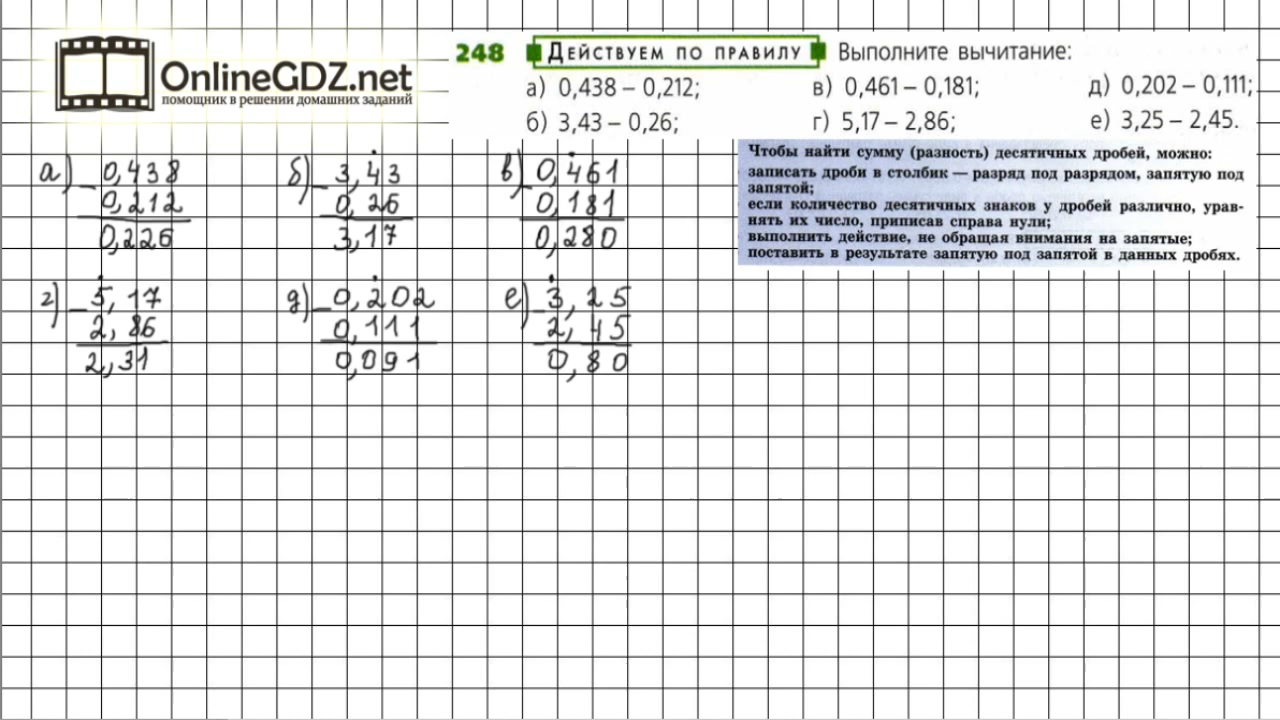 OnlineGDZ.net
помощник в решении домашних заданий
248 ДЕЙСТВУЕМ ПО ПРАВИЛУ Выполните вычитание:
а) 0,438 – 0,212; в) 0,461 – 0,181; д) 0,202 – 0,111;
б) 3,43 – 0,26; г) 5,17 – 2,86; е) 3,25 – 2,45.
Чтобы найти сумму (разность) десятичных дробей, можно:
записать дроби в столбик — разряд под разрядом, запятую под
запятой;
если количество десятичных знаков у дробей различно, урав-
нять их число, приписав справа нули;
выполнить действие, не обращая внимания на запятые;
поставить в результате запятую под запятой в данных дробях.
а) – 0,438
0,212
0,226
б) – 3,43
0,26
3,17
в) – 0,461
0,181
0,280
г) – 5,17
2,86
2,31
д) – 0,202
0,111
0,091
е) – 3,25
2,45
0,80